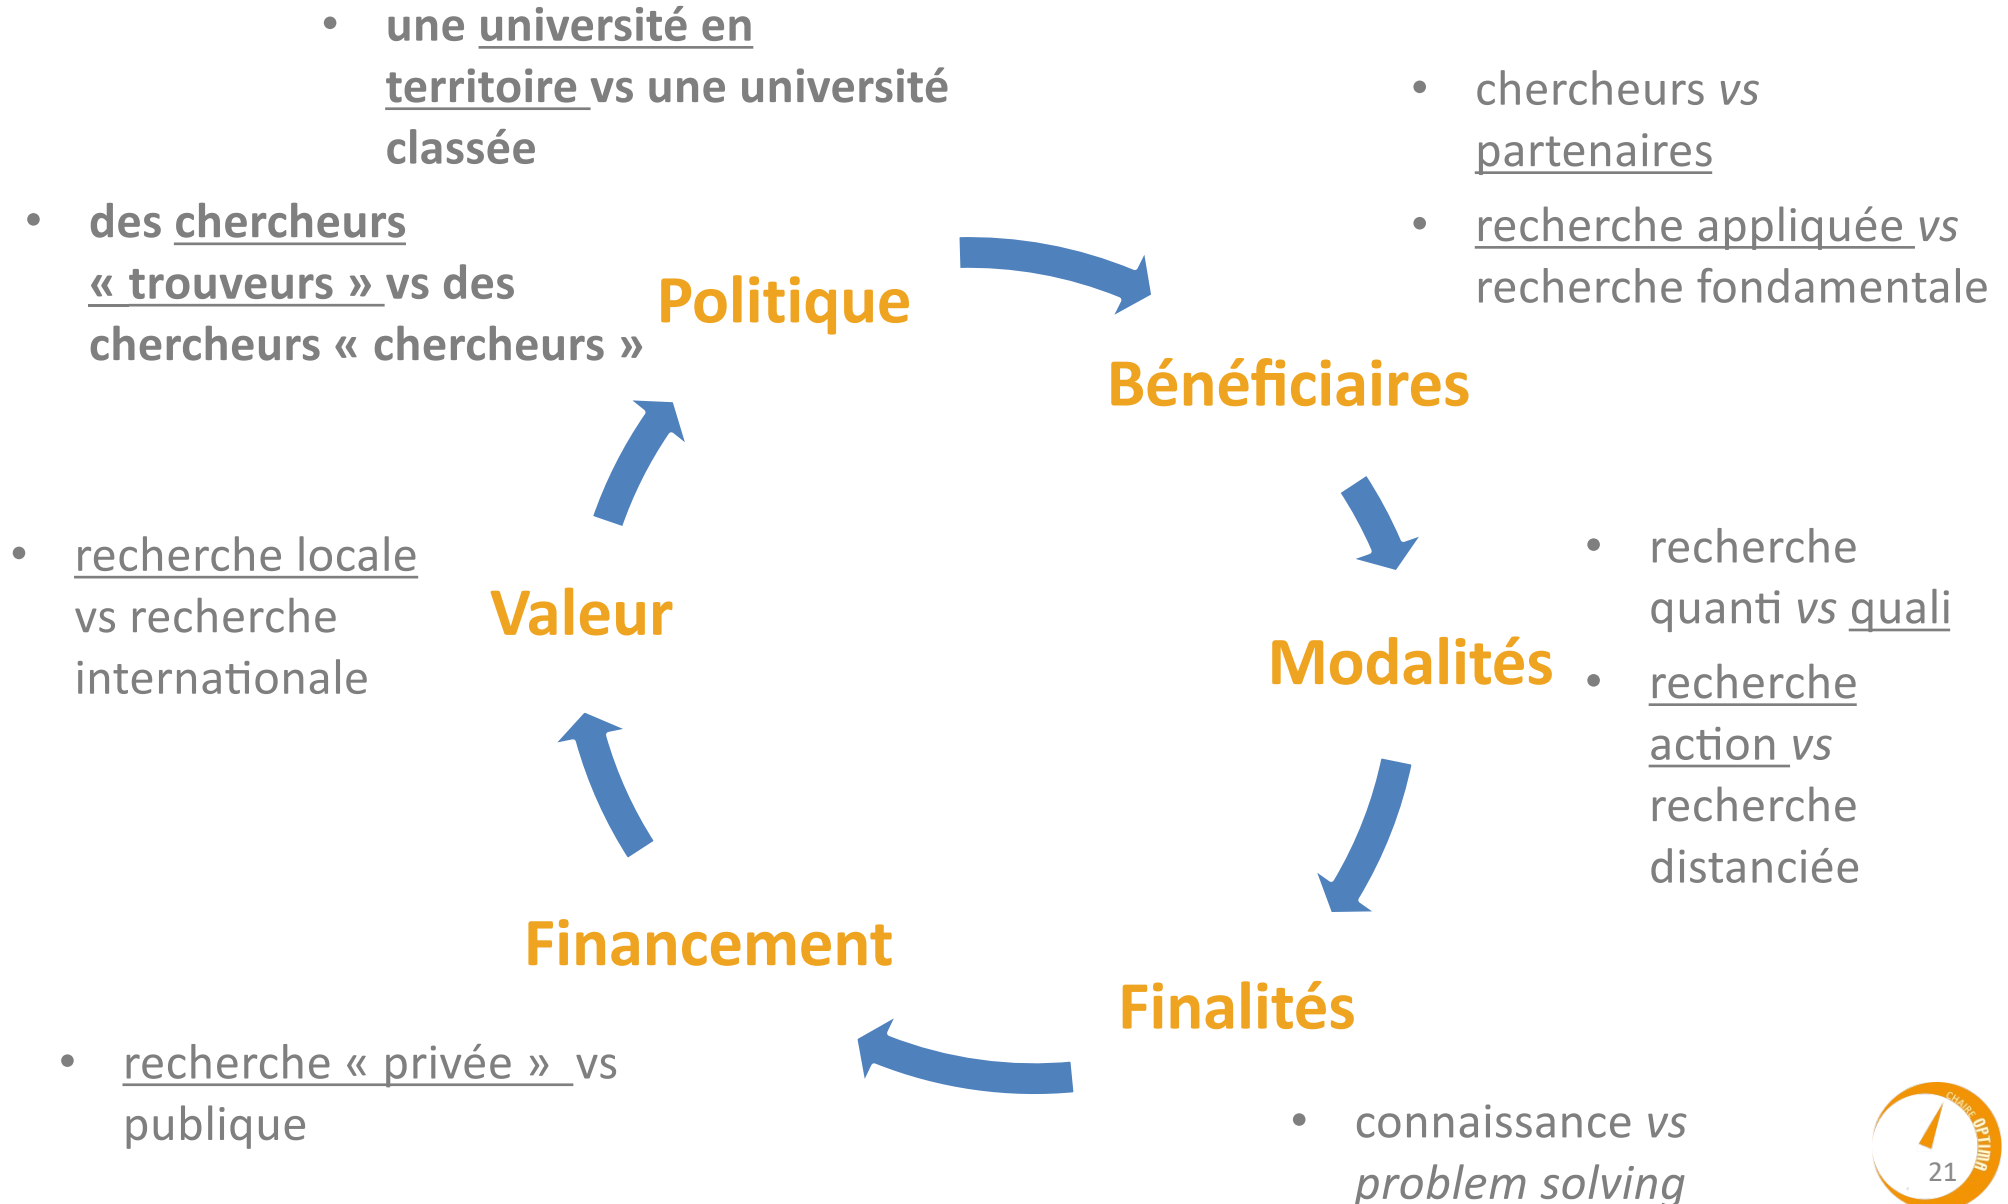 • une université en
territoire vs une université
classée
• des chercheurs
« trouveurs » vs des
chercheurs « chercheurs »
Politique
• chercheurs vs
partenaires
• recherche appliquée vs
recherche fondamentale
Bénéficiaires
• recherche
quanti vs quali
• recherche
action vs
recherche
distanciée
Modalités
• recherche locale
vs recherche
internationale
Valeur
Financement
Finalités
• recherche « privée » vs
publique
• connaissance vs
problem solving
CHAIRE OPTIMA
21